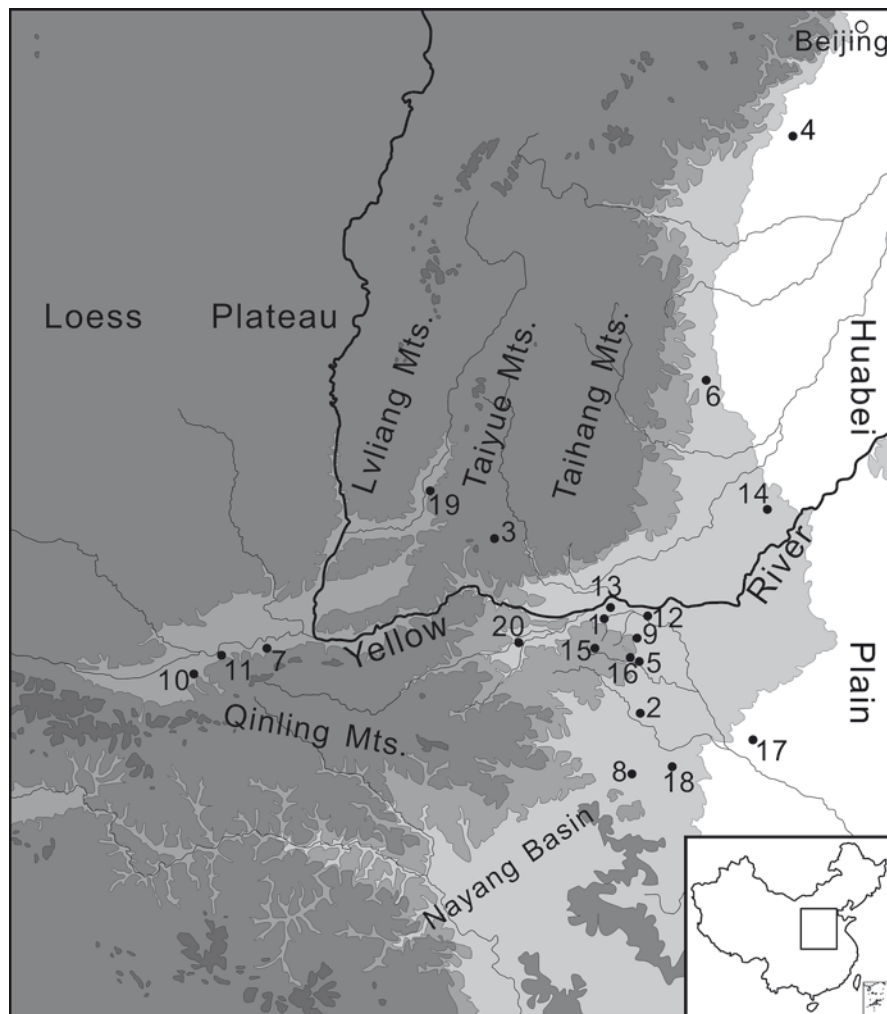 Beijing
4
Loess Plateau
Lvliang Mts.
Taiyue Mts.
Taihang Mts.
Huabei
6
19
3
14
River
13
1
12
9
20
Yellow
15
16
5
7
11
10
2
Qinling Mts.
Plain
17
8
18
Nayang Basin